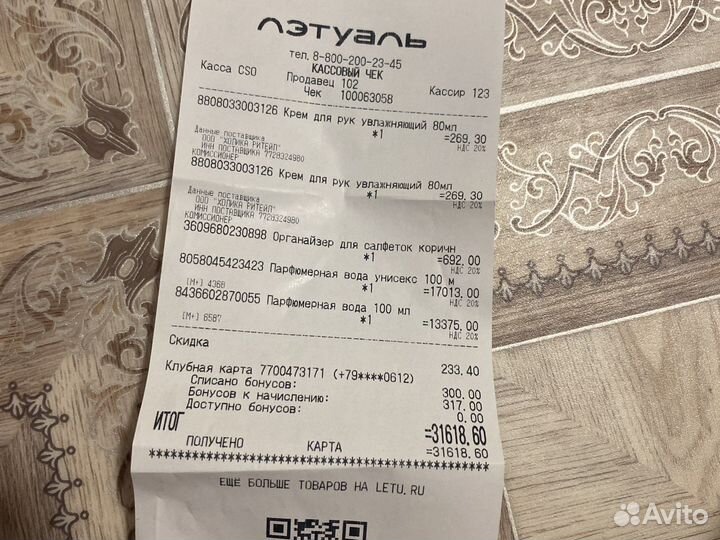 ЛЭТУАЛЬ
тел. 8-800-200-23-45
КАССОВЫЙ ЧЕК
Касса CSO Продавец 102 Кассир 123
Чек 100063058
8808033003126 Крем для рук увлажняющий 80мл
*1 =269.30
НДС 20%
Данные поставщика
ООО "ХОЛИКА РИТЕЙЛ"
ИНН ПОСТАВЩИКА 7728324980
КОМИССИОНЕР
8808033003126 Крем для рук увлажняющий 80мл
*1 =269.30
НДС 20%
Данные поставщика
ООО "ХОЛИКА РИТЕЙЛ"
ИНН ПОСТАВЩИКА 7728324980
КОМИССИОНЕР
3609680230898 Органайзер для салфеток коричн
*1 =692.00
НДС 20%
8058045423423 Парфюмерная вода унисекс 100 м
*1 =17013.00
НДС 20%
[M+] 4368
8436602870055 Парфюмерная вода 100 мл
*1 =13375.00
НДС 20%
[M+] 6587
Скидка 233.40
Клубная карта 7700473171 (+79****0612)
Списано бонусов: 300.00
Бонусов к начислению: 317.00
Доступно бонусов: 0.00
ИТОГ =31618.60
ПОЛУЧЕНО КАРТА =31618.60
ЕЩЕ БОЛЬШЕ ТОВАРОВ НА LETU.RU
Avito